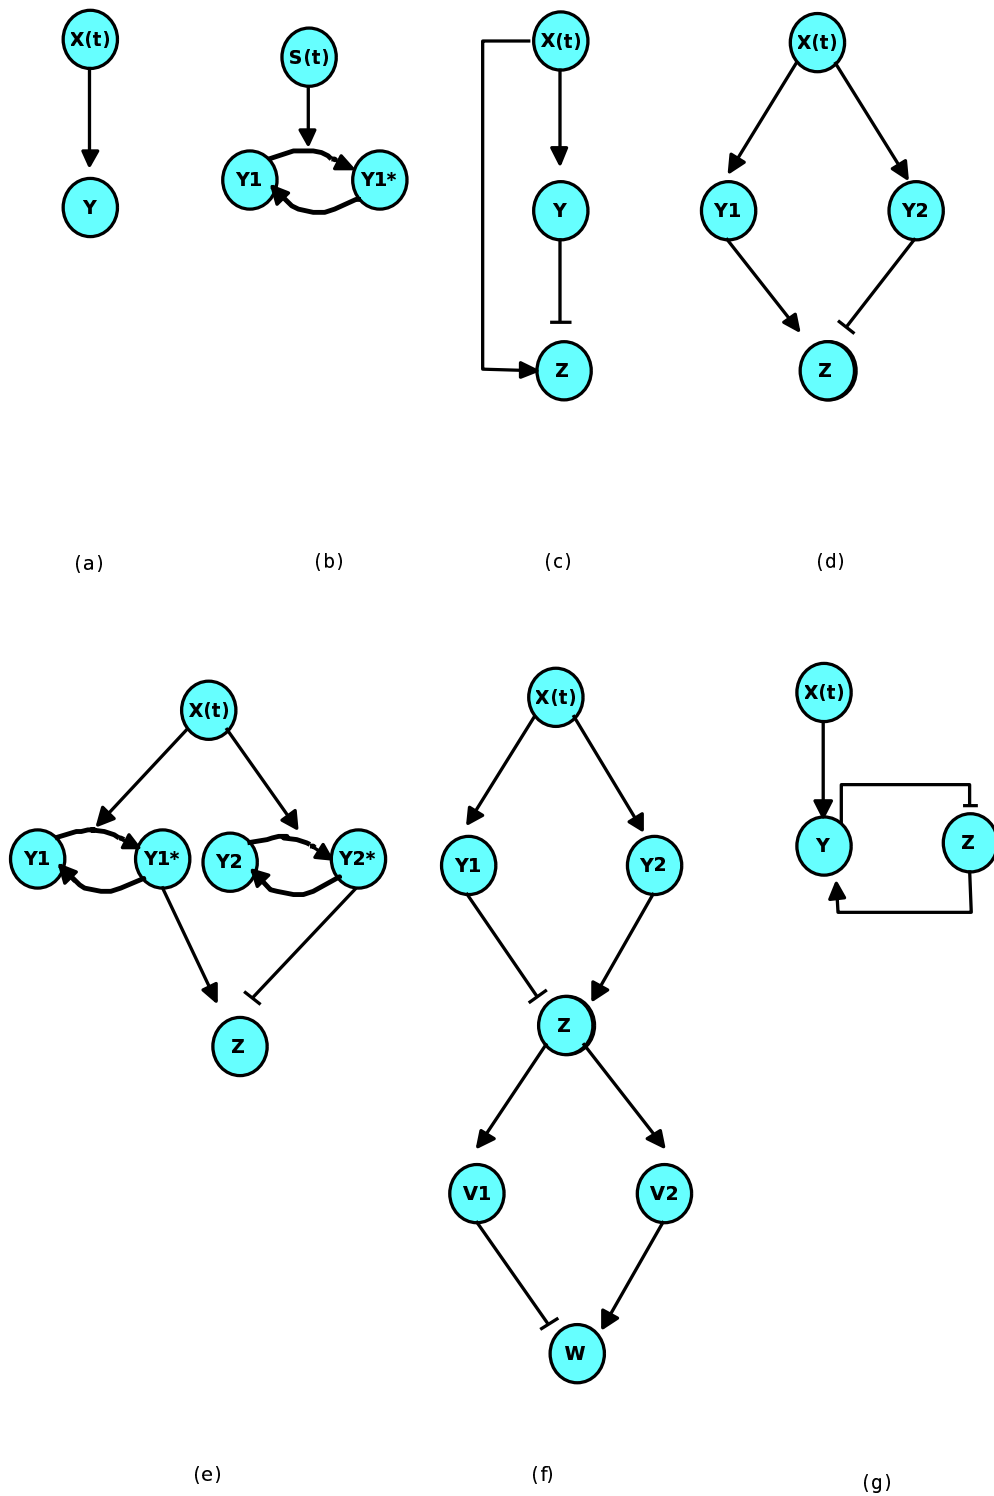 X(t)
Y
(a)
S(t)
Y1
Y1*
(b)
X(t)
Y
Z
(c)
X(t)
Y1
Y2
Z
(d)
X(t)
Y1
Y1*
Y2
Y2*
Z
(e)
X(t)
Y1
Y2
Z
V1
V2
W
(f)
X(t)
Y
Z
(g)